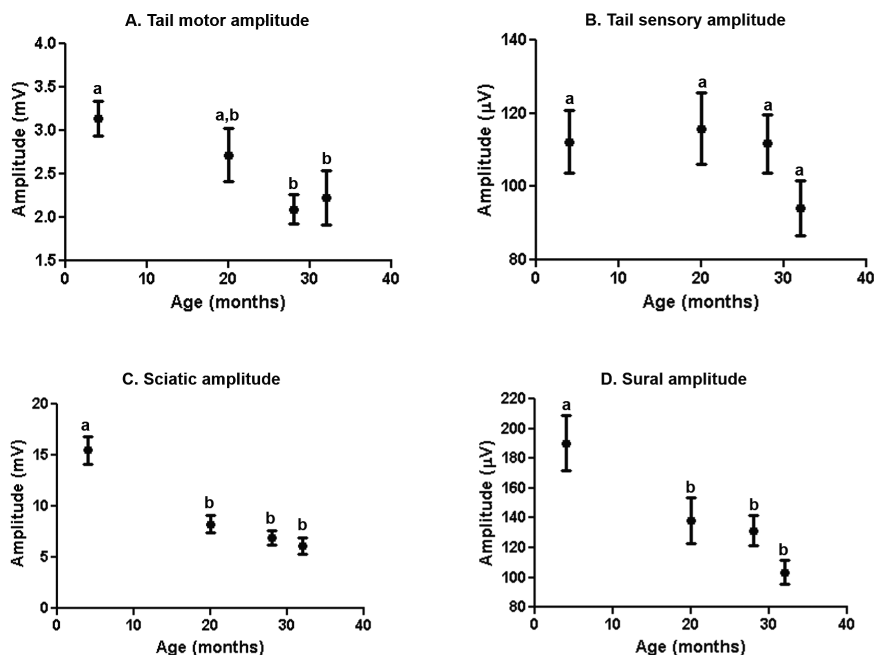 A. Tail motor amplitude
Amplitude (mV)
4.0
3.5
3.0
2.5
2.0
1.5
a
a,b
b
b
0 10 20 30 40
Age (months)
B. Tail sensory amplitude
Amplitude (μV)
140
120
100
80
a
a
a
a
0 10 20 30 40
Age (months)
C. Sciatic amplitude
Amplitude (mV)
20
15
10
5
0
a
b
b
b
0 10 20 30 40
Age (months)
D. Sural amplitude
Amplitude (μV)
220
200
180
160
140
120
100
80
a
b
b
b
0 10 20 30 40
Age (months)